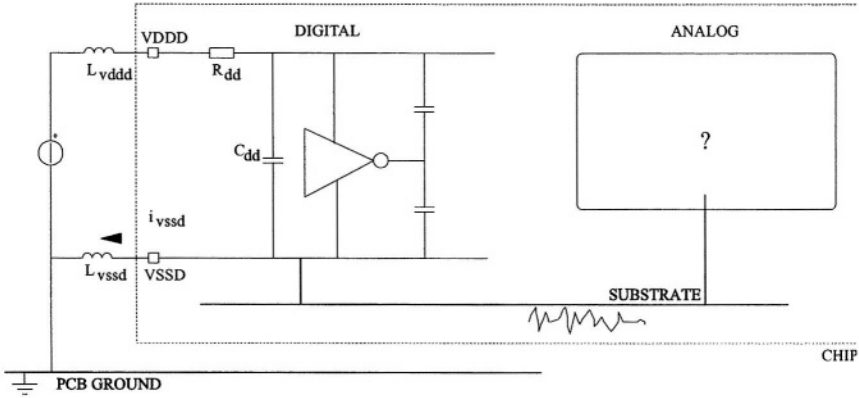 DIGITAL
ANALOG
VDDD
L vddd
R dd
C dd
?
i vssd
L vssd
VSSD
SUBSTRATE
CHIP
PCB GROUND